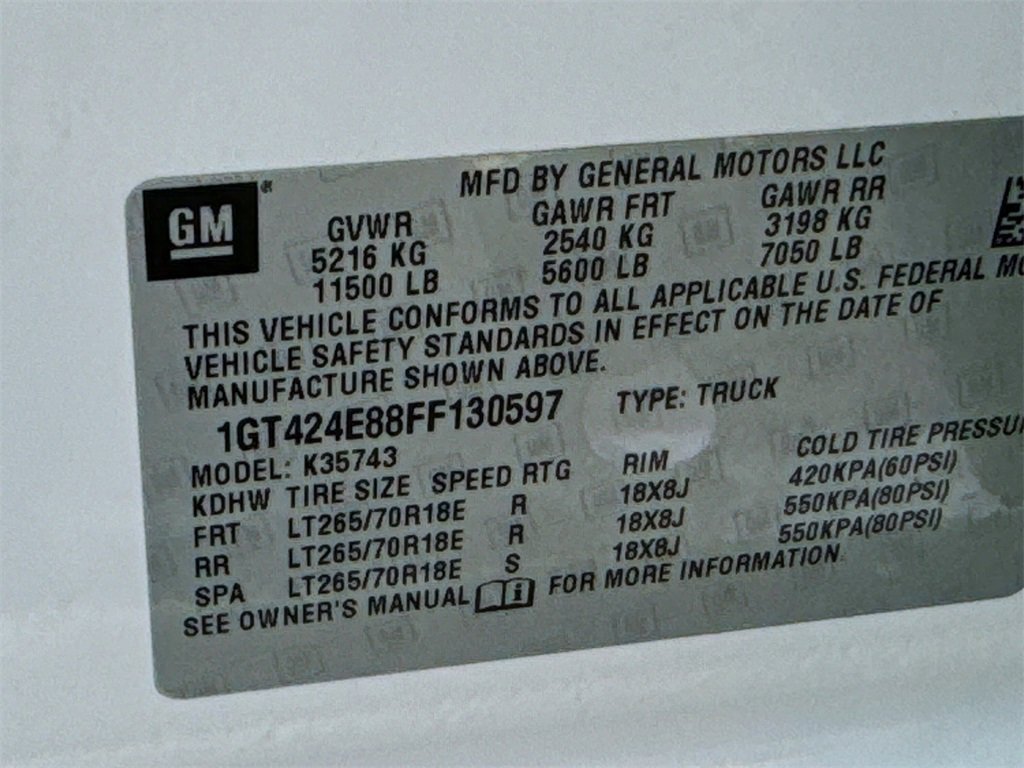 GM
MFD BY GENERAL MOTORS LLC
GVWR GAWR FRT GAWR RR
5216 KG 2540 KG 3198 KG
11500 LB 5600 LB 7050 LB
THIS VEHICLE CONFORMS TO ALL APPLICABLE U.S. FEDERAL
VEHICLE SAFETY STANDARDS IN EFFECT ON THE DATE OF
MANUFACTURE SHOWN ABOVE.
1GT424E88FF130597 TYPE: TRUCK
MODEL: K35743
KDHW TIRE SIZE SPEED RTG RIM COLD TIRE PRESSU
FRT LT265/70R18E R 18X8J 420KPA(60PSI)
RR LT265/70R18E R 18X8J 550KPA(80PSI)
SPA LT265/70R18E S 18X8J 550KPA(80PSI)
SEE OWNER'S MANUAL FOR MORE INFORMATION.